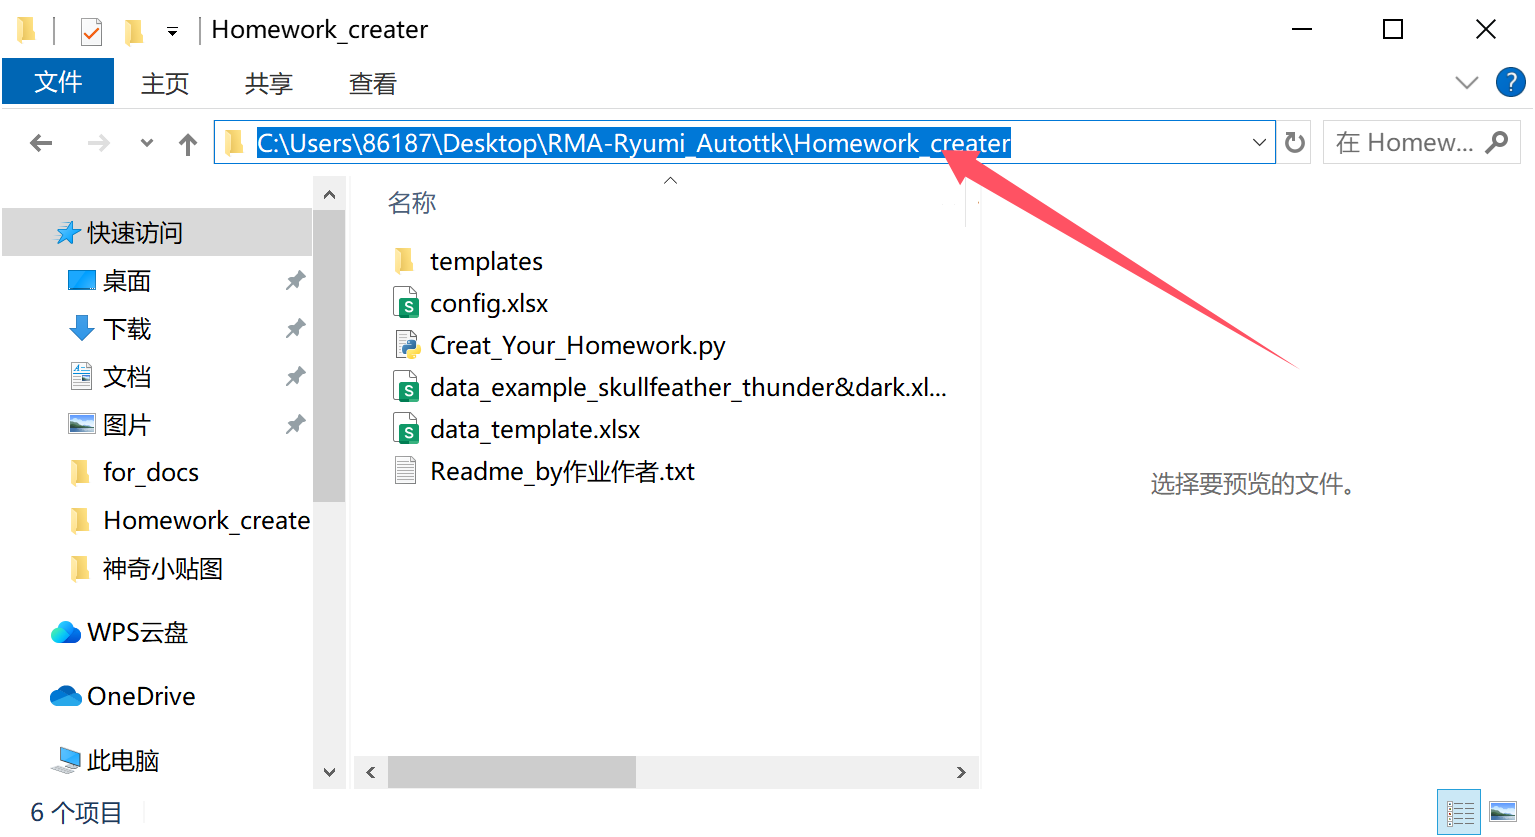 Homework_creater
文件 主页 共享 查看
C:\Users\86187\Desktop\RMA-Ryumi_Autottk\Homework_creater
在 Homew...
名称
快速访问
桌面
下载
文档
图片
for_docs
Homework_create
神奇小贴图
WPS云盘
OneDrive
此电脑
templates
config.xlsx
Creat_Your_Homework.py
data_example_skullfeather_thunder&dark.xl...
data_template.xlsx
Readme_by作业作者.txt
选择要预览的文件。
6 个项目